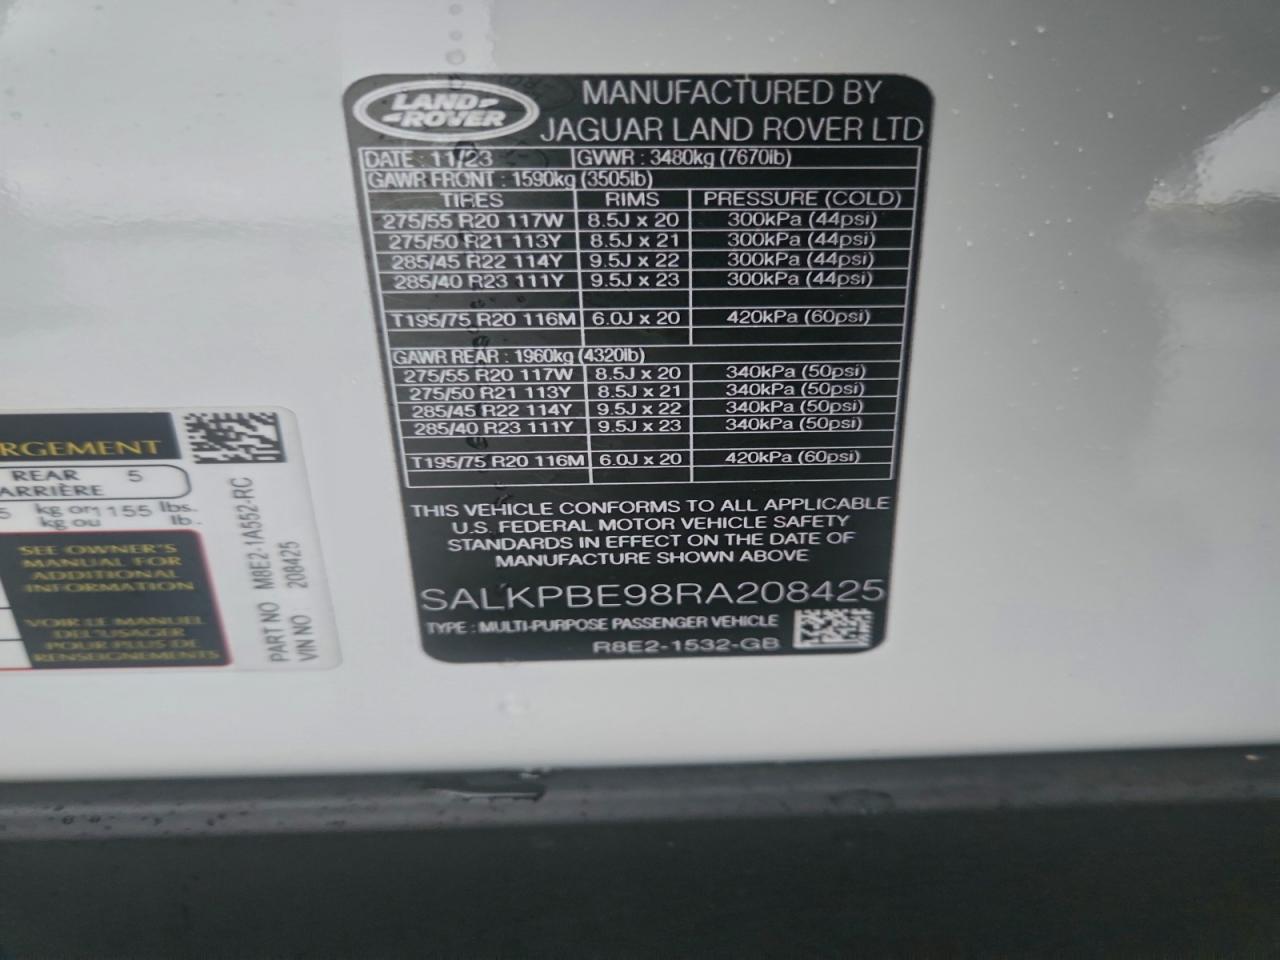 LAND-
-ROVER
MANUFACTURED BY
JAGUAR LAND ROVER LTD
DATE : 11/23 GVWR : 3480kg (7670lb)
GAWR FRONT : 1590kg (3505lb)
TIRES RIMS PRESSURE (COLD)
275/55 R20 117W 8.5J x 20 300kPa (44psi)
275/50 R21 113Y 8.5J x 21 300kPa (44psi)
285/45 R22 114Y 9.5J x 22 300kPa (44psi)
285/40 R23 111Y 9.5J x 23 300kPa (44psi)
T195/75 R20 116M 6.0J x 20 420kPa (60psi)
GAWR REAR : 1960kg (4320lb)
275/55 R20 117W 8.5J x 20 340kPa (50psi)
275/50 R21 113Y 8.5J x 21 340kPa (50psi)
285/45 R22 114Y 9.5J x 22 340kPa (50psi)
285/40 R23 111Y 9.5J x 23 340kPa (50psi)
T195/75 R20 116M 6.0J x 20 420kPa (60psi)
THIS VEHICLE CONFORMS TO ALL APPLICABLE
U.S. FEDERAL MOTOR VEHICLE SAFETY
STANDARDS IN EFFECT ON THE DATE OF
MANUFACTURE SHOWN ABOVE
SALKPBE98RA208425
TYPE : MULTI-PURPOSE PASSENGER VEHICLE
R8E2-1532-GB
RGEMENT
REAR 5
ARRIÈRE
5 kg or 1155 lbs.
kg ou lb.
SEE OWNER'S
MANUAL FOR
ADDITIONAL
INFORMATION
VOIR LE MANUEL
DEL'USAGER
POUR PLUS DE
RENSEIGNEMENTS
PART NO M8E2-1A552-RC
VIN NO 208425